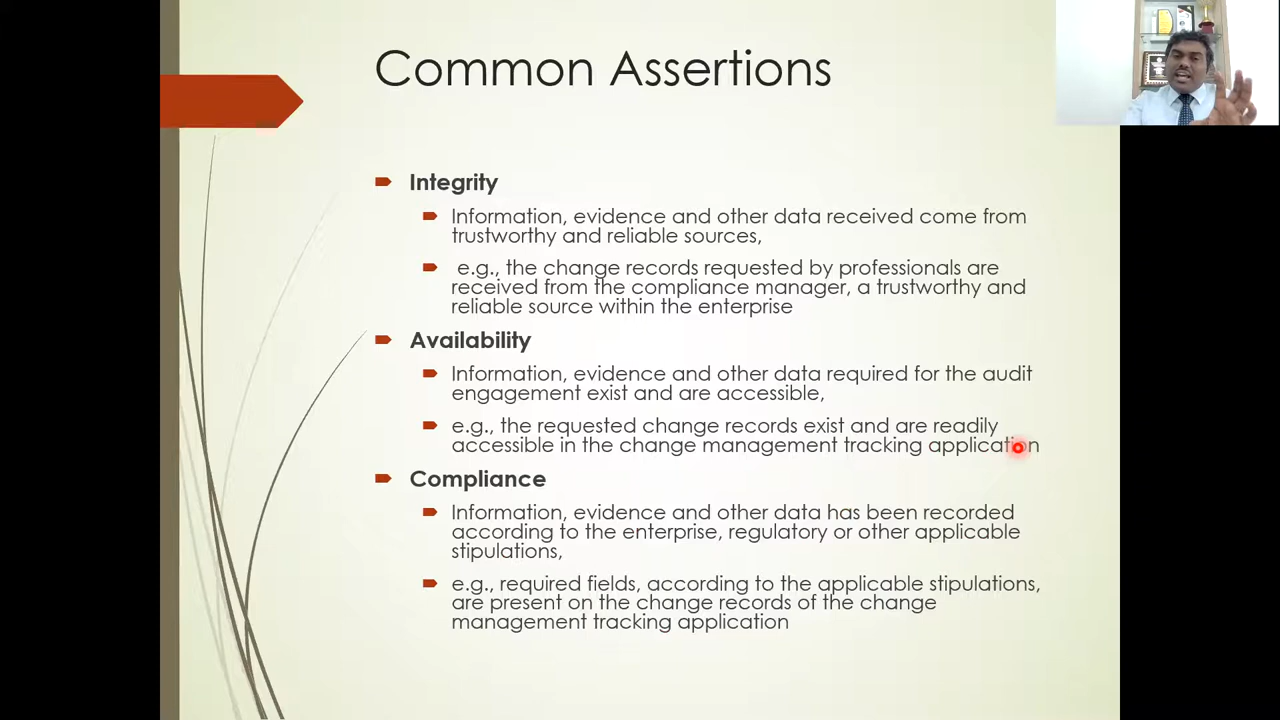 Common Assertions
Integrity
Information, evidence and other data received come from
trustworthy and reliable sources,
e.g., the change records requested by professionals are
received from the compliance manager, a trustworthy and
reliable source within the enterprise
Availability
Information, evidence and other data required for the audit
engagement exist and are accessible,
e.g., the requested change records exist and are readily
accessible in the change management tracking application
Compliance
Information, evidence and other data has been recorded
according to the enterprise, regulatory or other applicable
stipulations,
e.g., required fields, according to the applicable stipulations,
are present on the change records of the change
management tracking application